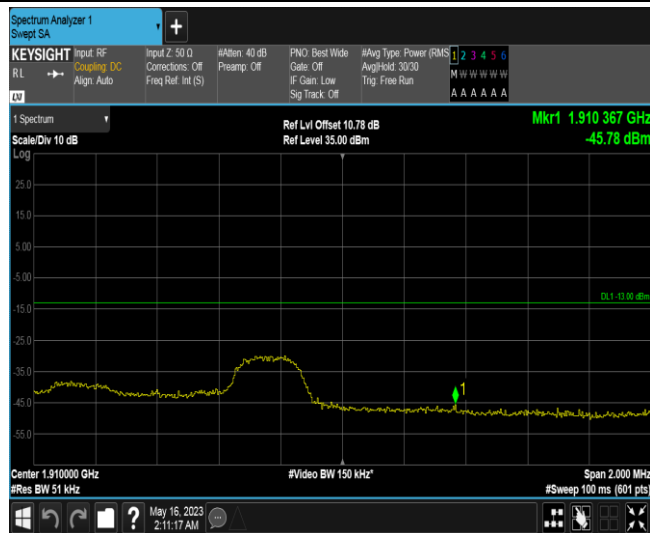 Spectrum Analyzer 1
Swept SA
+
KEYSIGHT
RL
Input: RF
Coupling: DC
Align: Auto
Input Z: 50 Ω
Corrections: Off
Freq Ref: Int (S)
#Atten: 40 dB
Preamp: Off
PNO: Best Wide
Gate: Off
IF Gain: Low
Sig Track: Off
#Avg Type: Power (RMS
Avg|Hold: 30/30
Trig: Free Run
1 2 3 4 5 6
M W W W W W
A A A A A A
1 Spectrum
Scale/Div 10 dB
Log
Ref Lvl Offset 10.78 dB
Ref Level 35.00 dBm
Mkr1 1.910 367 GHz
-45.78 dBm
25.0
15.0
5.00
-5.00
DL1 -13.00 dBm
-15.0
-25.0
-35.0
1
-45.0
-55.0
Center 1.910000 GHz
#Res BW 51 kHz
#Video BW 150 kHz*
Span 2.000 MHz
#Sweep 100 ms (601 pts)
?
May 16, 2023
2:11:17 AM